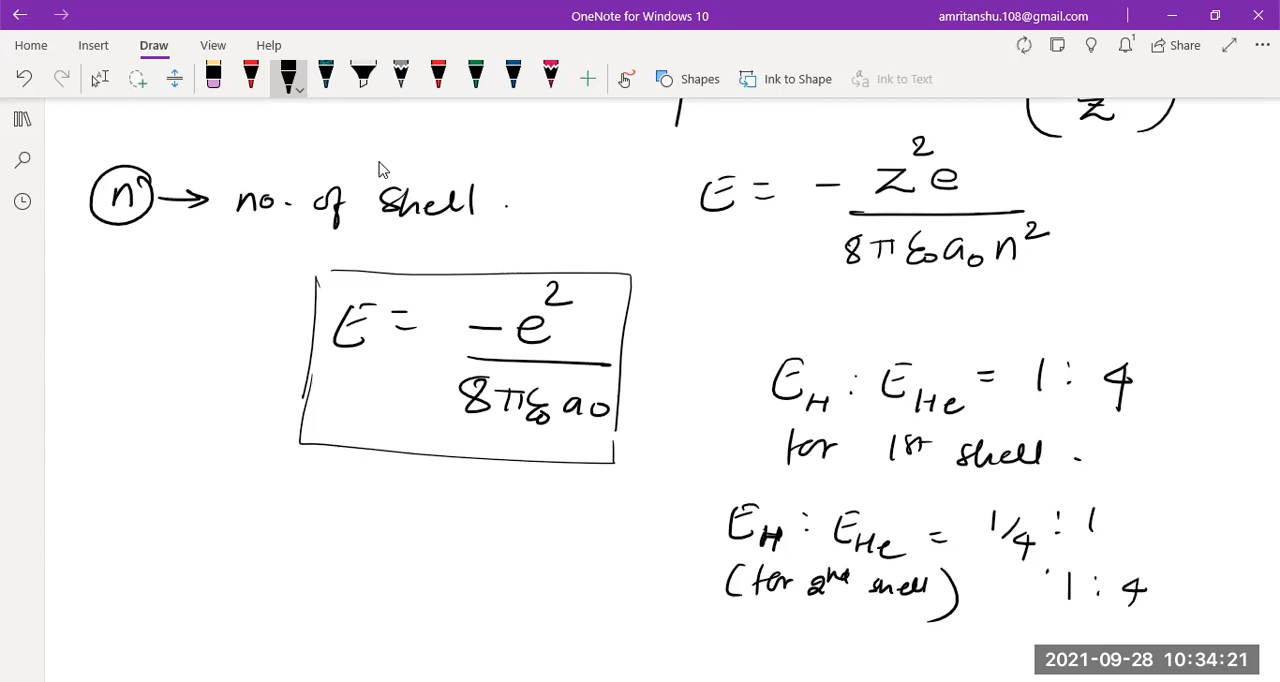 OneNote for Windows 10
amritanshu.108@gmail.com
Home Insert Draw View Help
Share
Shapes Ink to Shape Ink to Text
(z)
n → no. of shell.
E = - z²e / 8πε₀a₀n²
E = -e² / 8πε₀a₀
E_H : E_He = 1 : 4
for 1st shell.
E_H : E_He = 1/4 : 1
(for 2nd shell) 1 : 4
2021-09-28 10:34:21